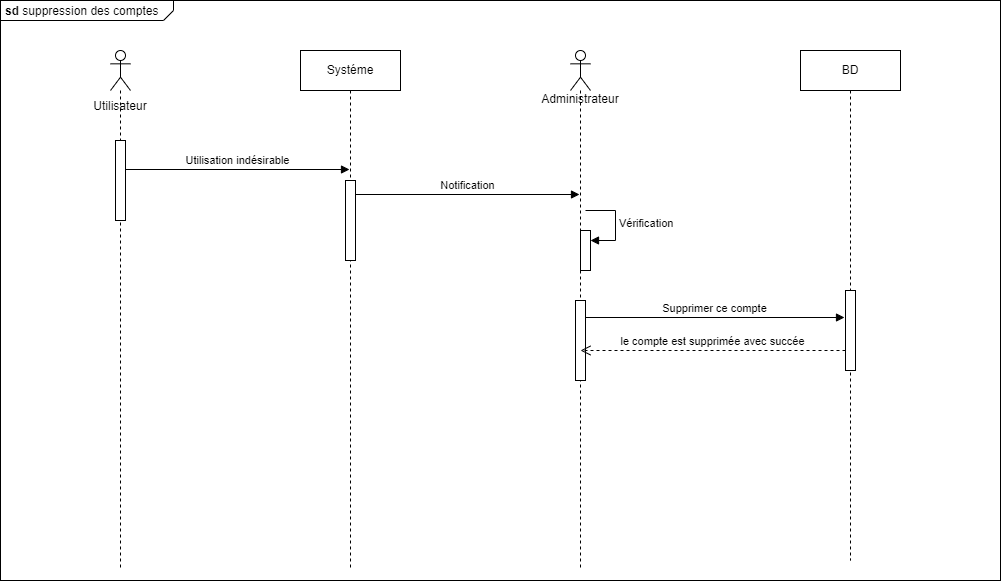 sd suppression des comptes
Utilisateur
Systéme
Administrateur
BD
Utilisation indésirable
Notification
Vérification
Supprimer ce compte
le compte est supprimée avec succée